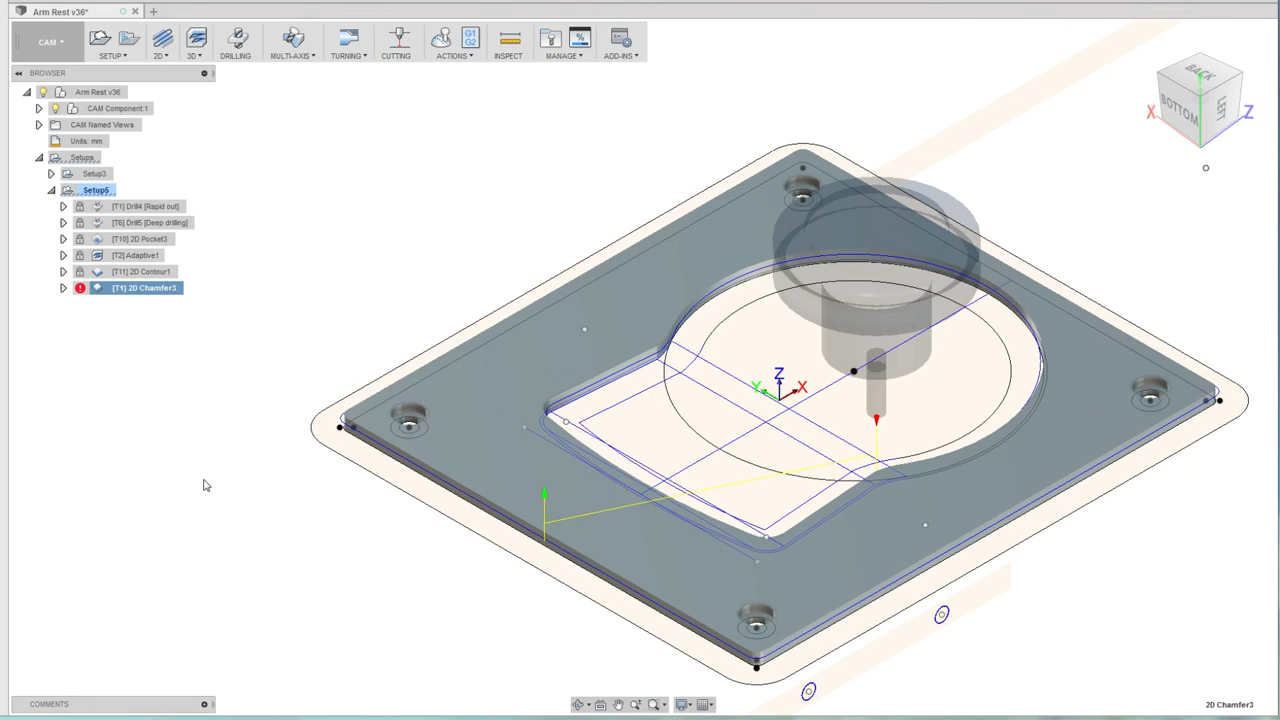 Arm Rest v36*
CAM
SETUP
2D
3D
DRILLING
MULTI-AXIS
TURNING
CUTTING
G1
G2
ACTIONS
INSPECT
%
MANAGE
ADD-INS
BROWSER
Arm Rest v36
CAM Component:1
CAM Named Views
Units: mm
Setups
Setup3
Setup5
[T1] Drill4 [Rapid out]
[T6] Drill5 [Deep drilling]
[T10] 2D Pocket3
[T2] Adaptive1
[T11] 2D Contour1
[T1] 2D Chamfer3
BACK
BOTTOM
X
Z
Z
Y
X
COMMENTS
2D Chamfer3